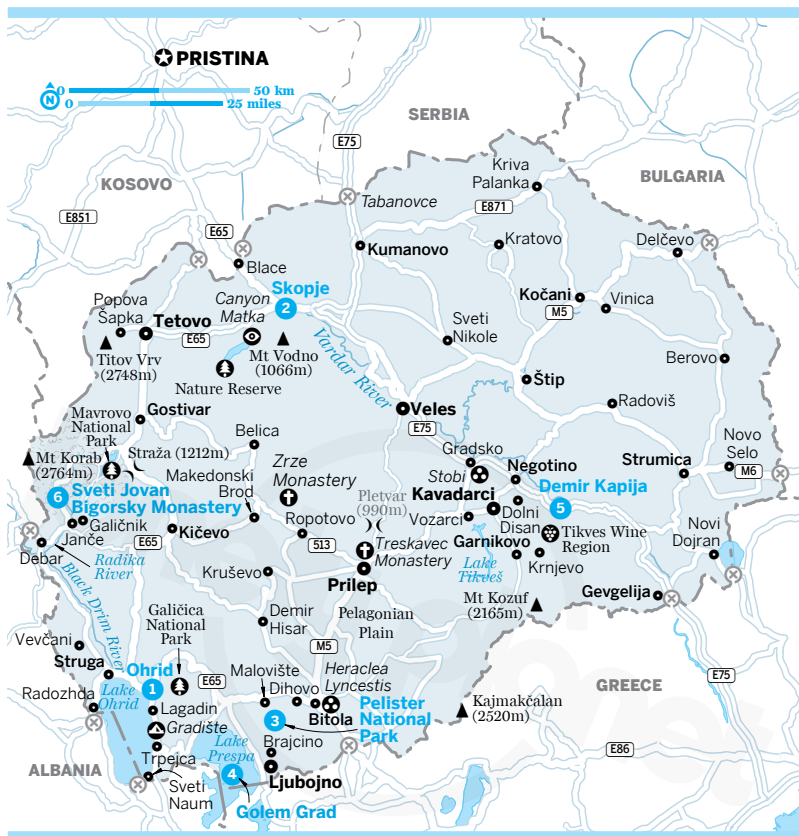 PRISTINA
0 50 km
N
0 25 miles
SERBIA
E75
Kriva
Palanka
BULGARIA
KOSOVO
Tabanovce
E871
E851
E65
Kumanovo
Kratovo
Delčevo
Blace
Skopje
2
Canyon
Matka
Popova
Šapka
Tetovo
E65
Kočani
M5
Vinica
Sveti
Nikole
Titov Vrv
(2748m)
Mt Vodno
(1066m)
Nature Reserve
Vardar River
Berovo
Štip
Radoviš
Mavrovo
National
Park
Gostivar
Veles
E75
Belica
Straža (1212m)
Mt Korab
(2764m)
Gradsko
Stobi
Negotino
Strumica
Novo
Selo
M6
6
Sveti Jovan
Bigorsky Monastery
Makedonski
Brod
Zrze
Monastery
Pletvar
(990m)
Kavadarci
Demir Kapija
5
Galičnik
Janče
Kičevo
E65
Ropotovo
513
Vozarci
Dolni
Disan
Tikves Wine
Region
Debar
Radika
River
Treskavec
Monastery
Garnikovo
Krnjevo
Novi
Dojran
Lake
Tikveš
Kruševo
Prilep
Mt Kozuf
(2165m)
Gevgelija
Black Drim River
Galičica
National
Park
Demir
Hisar
Pelagonian
Plain
Vevčani
Struga
M5
Ohrid
1
E65
Malovište
Dihovo
Heraclea
Lyncestis
GREECE
E75
Radozhda
Lake
Ohrid
Lagadin
Gradište
3
Bitola
Pelister
National
Park
Kajmakčalan
(2520m)
Trpejca
Lake
Prespa
Brajcino
E86
ALBANIA
Sveti
Naum
4
Ljubojno
Golem Grad